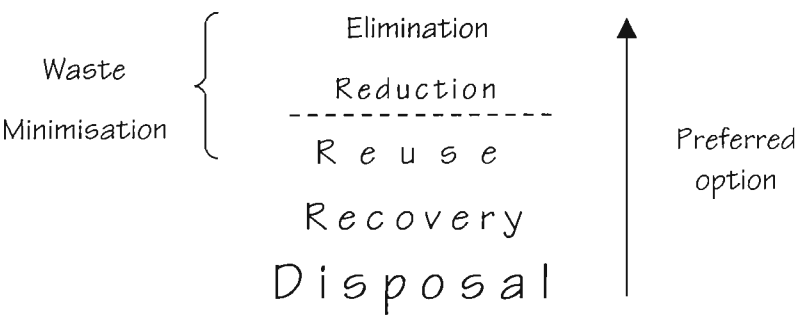 Waste
Minimisation
Elimination
Reduction
Reuse
Recovery
Disposal
Preferred
option